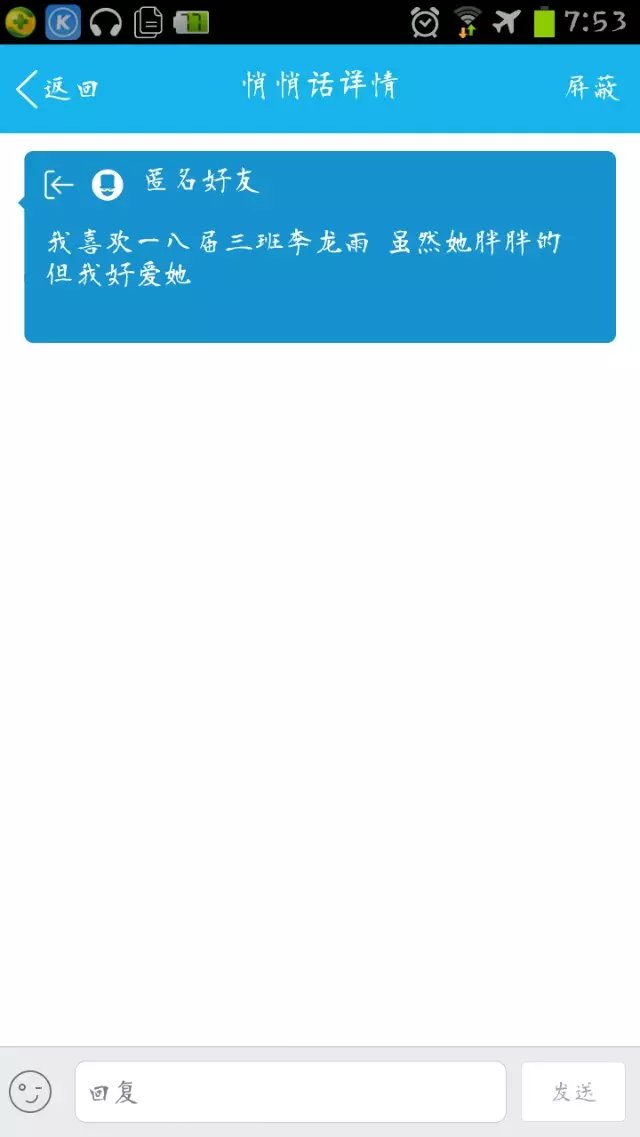 7:53
返回 悄悄话详情 屏蔽
匿名好友
我喜欢一八届三班李龙雨 虽然她胖胖的
但我好爱她
回复 发送